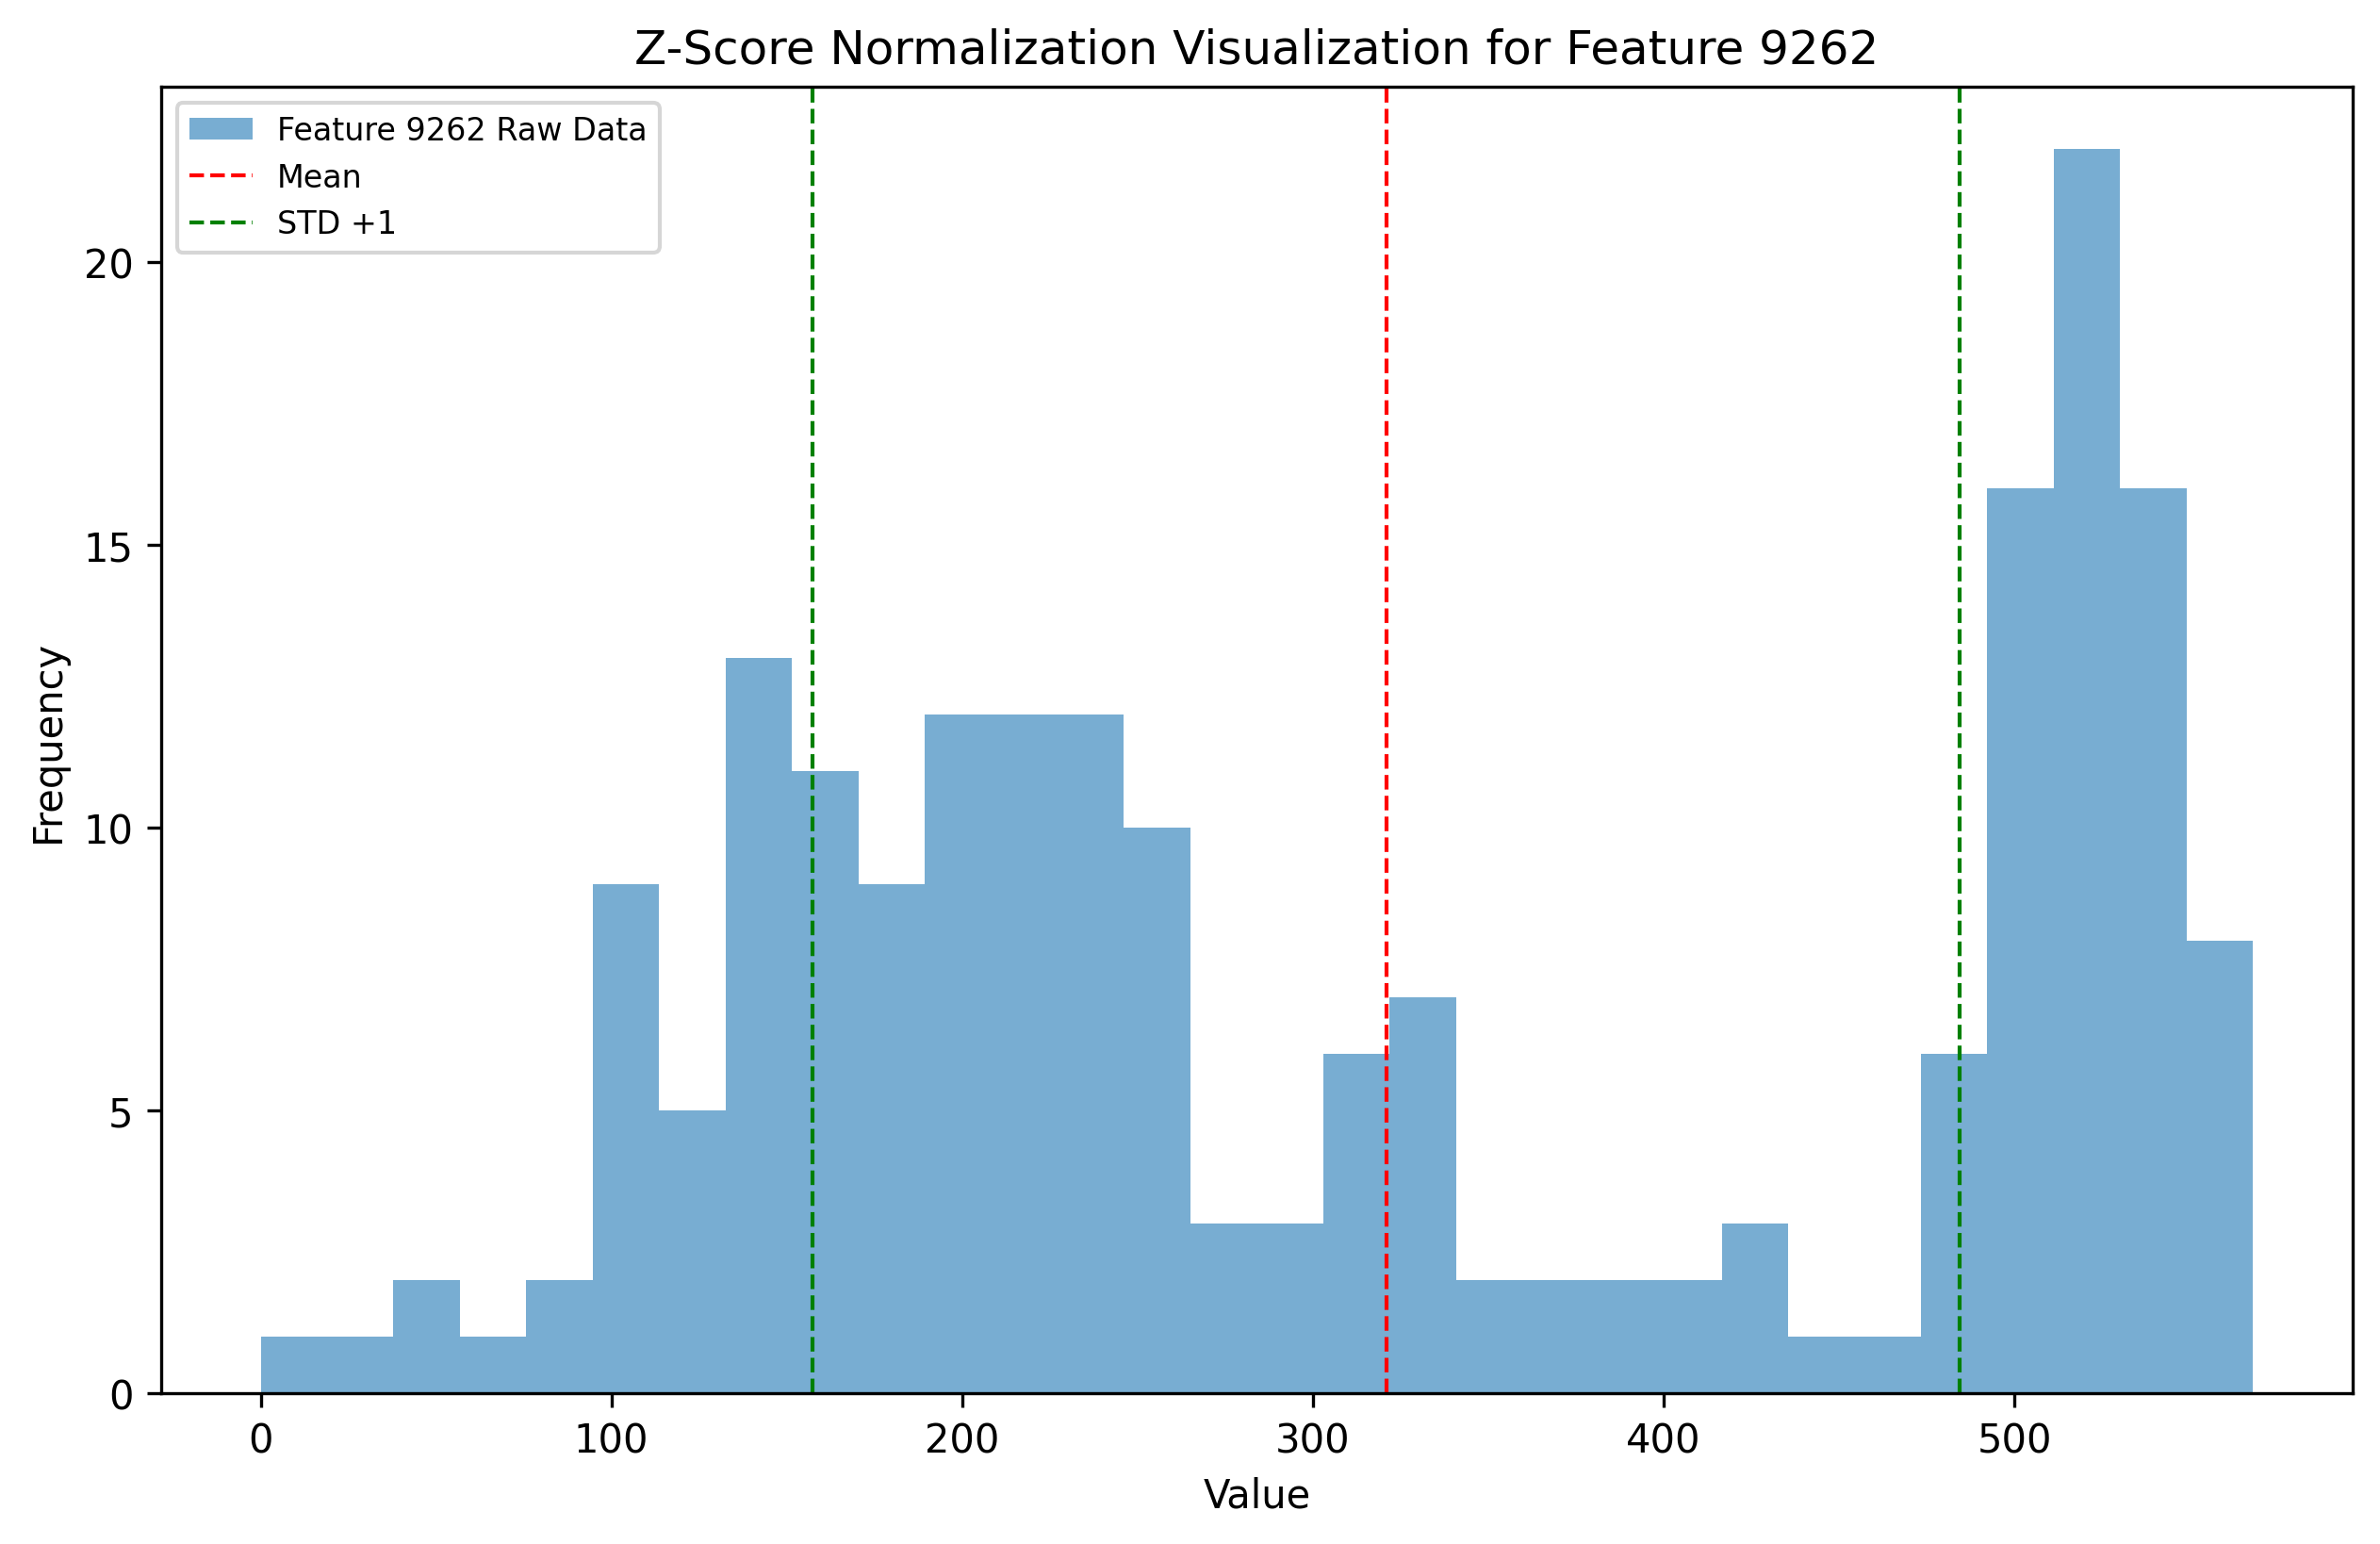 Z-Score Normalization Visualization for Feature 9262
Feature 9262 Raw Data
Mean
STD +1
20
15
10
5
0
Frequency
0 100 200 300 400 500
Value